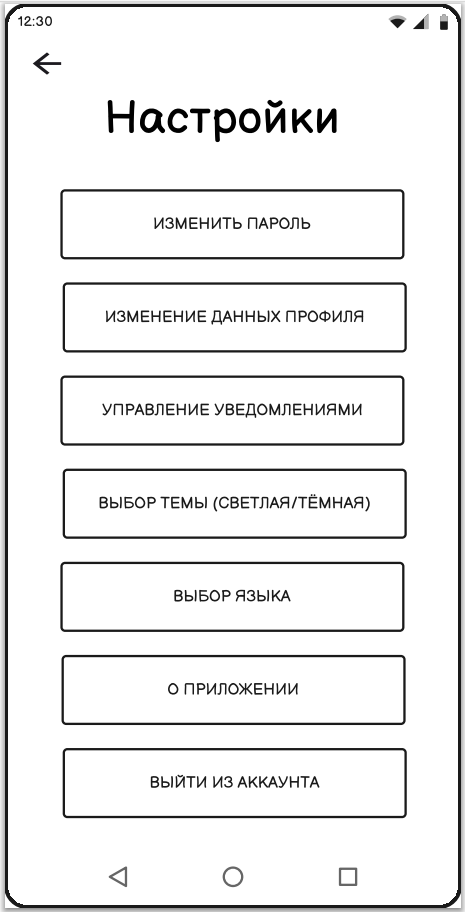 12:30
Настройки
ИЗМЕНИТЬ ПАРОЛЬ
ИЗМЕНЕНИЕ ДАННЫХ ПРОФИЛЯ
УПРАВЛЕНИЕ УВЕДОМЛЕНИЯМИ
ВЫБОР ТЕМЫ (СВЕТЛАЯ/ТЁМНАЯ)
ВЫБОР ЯЗЫКА
О ПРИЛОЖЕНИИ
ВЫЙТИ ИЗ АККАУНТА